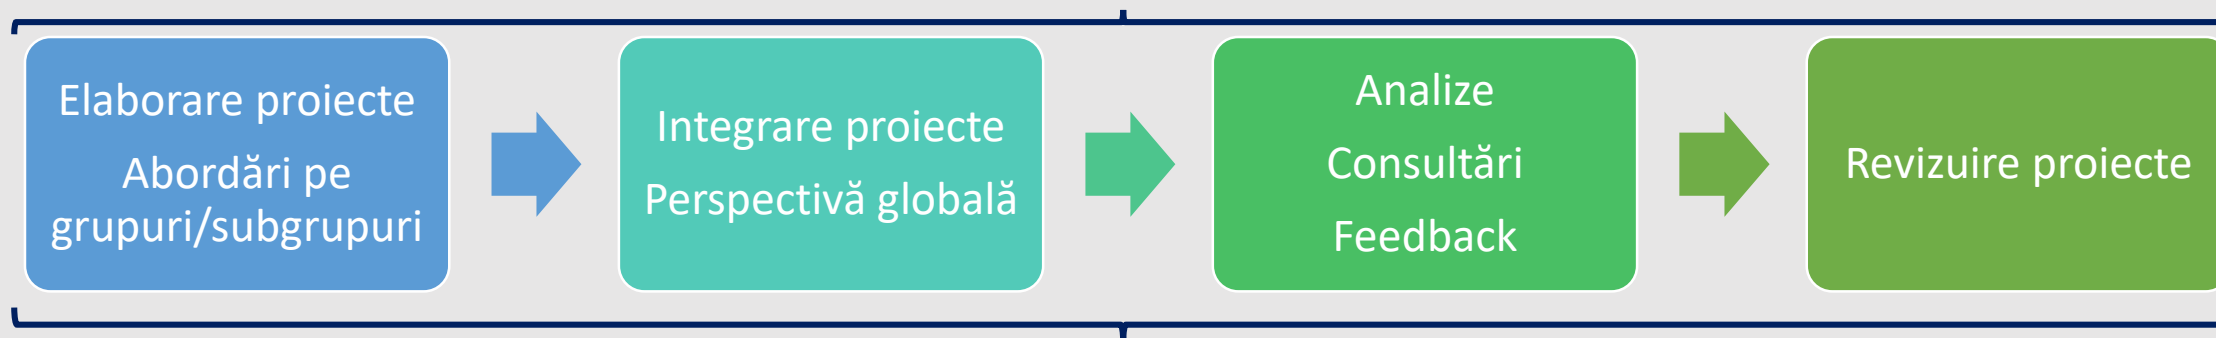 Elaborare proiecte
Abordări pe
grupuri/subgrupuri
Integrare proiecte
Perspectivă globală
Analize
Consultări
Feedback
Revizuire proiecte